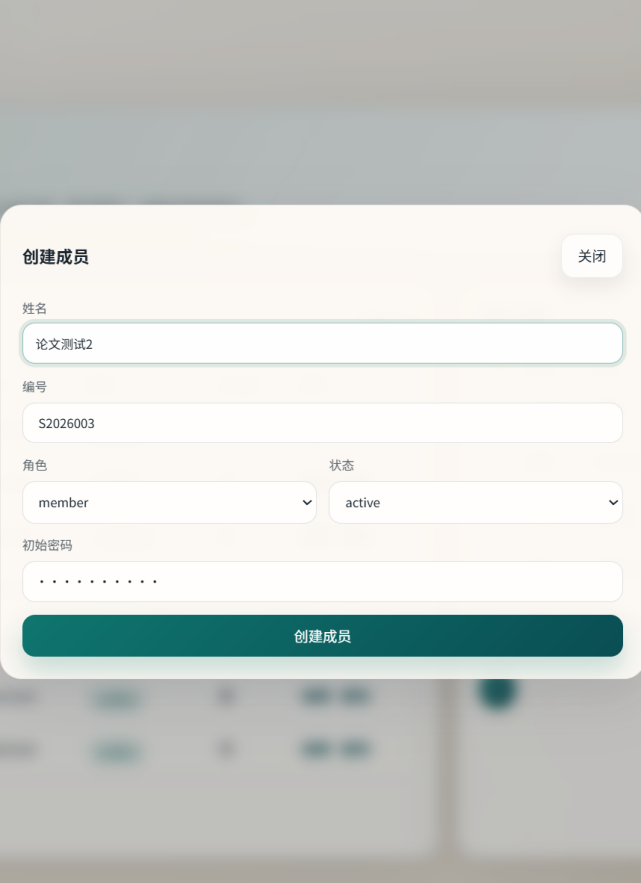 创建成员
关闭
姓名
论文测试2
编号
S2026003
角色
状态
member
active
初始密码
••••••••••
创建成员